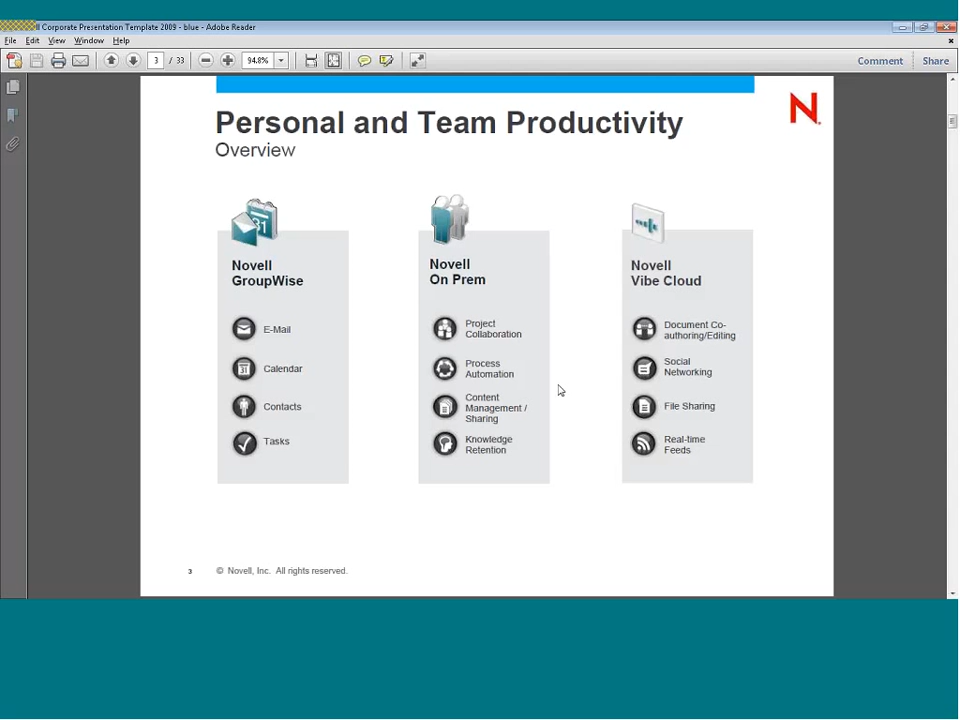 ll Corporate Presentation Template 2009 - blue - Adobe Reader
File Edit View Window Help
3 / 33 94.8% Comment Share
N
Personal and Team Productivity
Overview
31
Novell
GroupWise
E-Mail
31
Calendar
Contacts
Tasks
Novell
On Prem
Project
Collaboration
Process
Automation
Content
Management /
Sharing
Knowledge
Retention
Novell
Vibe Cloud
Document Co-
authoring/Editing
Social
Networking
File Sharing
Real-time
Feeds
3 © Novell, Inc. All rights reserved.